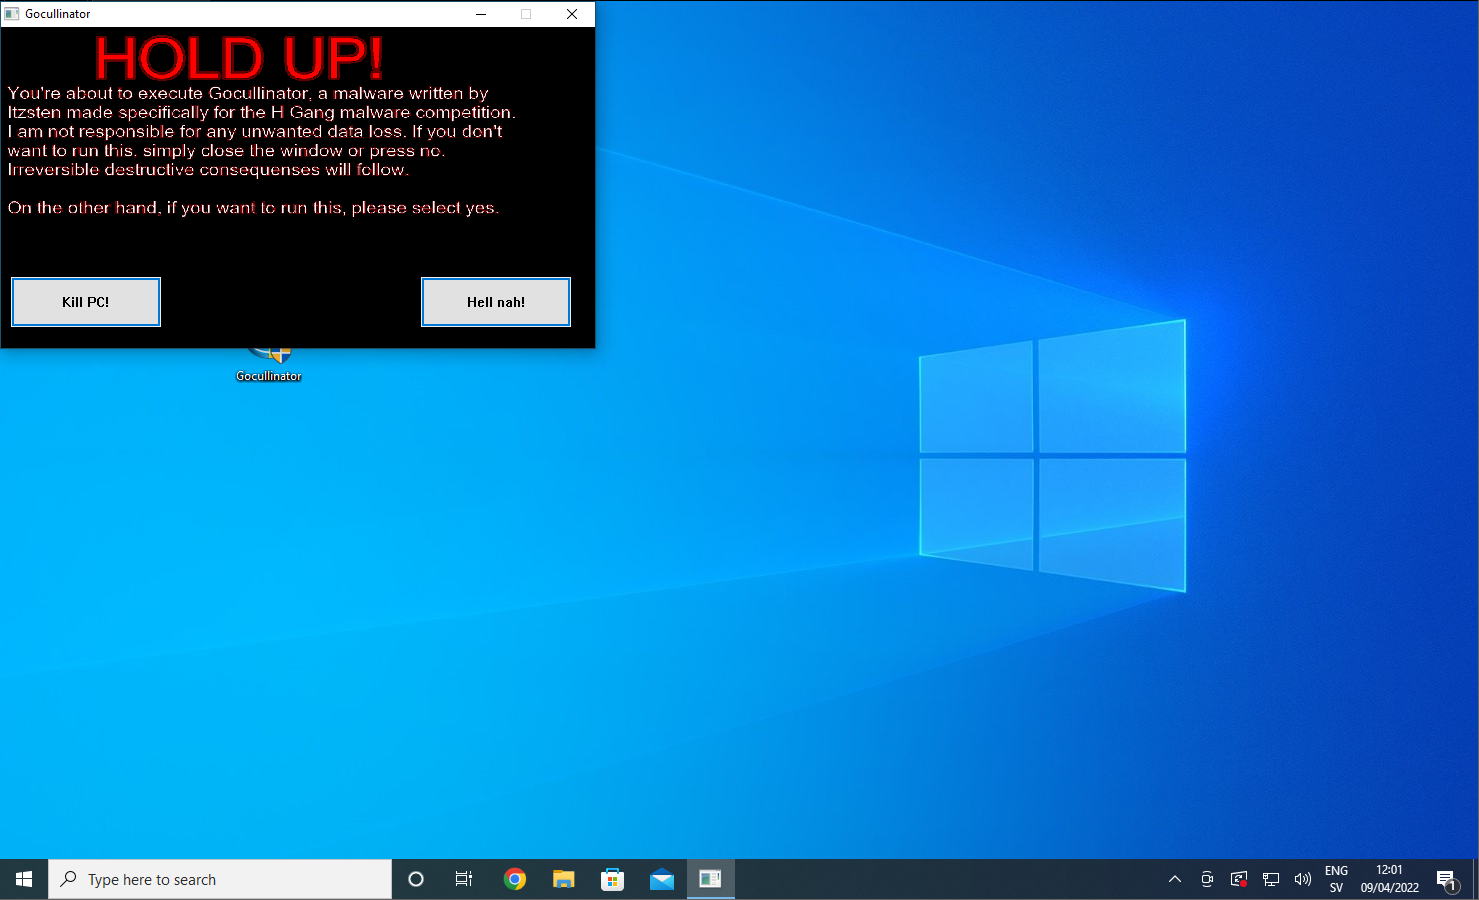 Gocullinator
HOLD UP!
You're about to execute Gocullinator, a malware written by
Itzsten made specifically for the H Gang malware competition.
I am not responsible for any unwanted data loss. If you don't
want to run this, simply close the window or press no.
Irreversible destructive consequenses will follow.
On the other hand, if you want to run this, please select yes.
Kill PC!
Hell nah!
Gocullinator
Type here to search
ENG
SV
12:01
09/04/2022
1